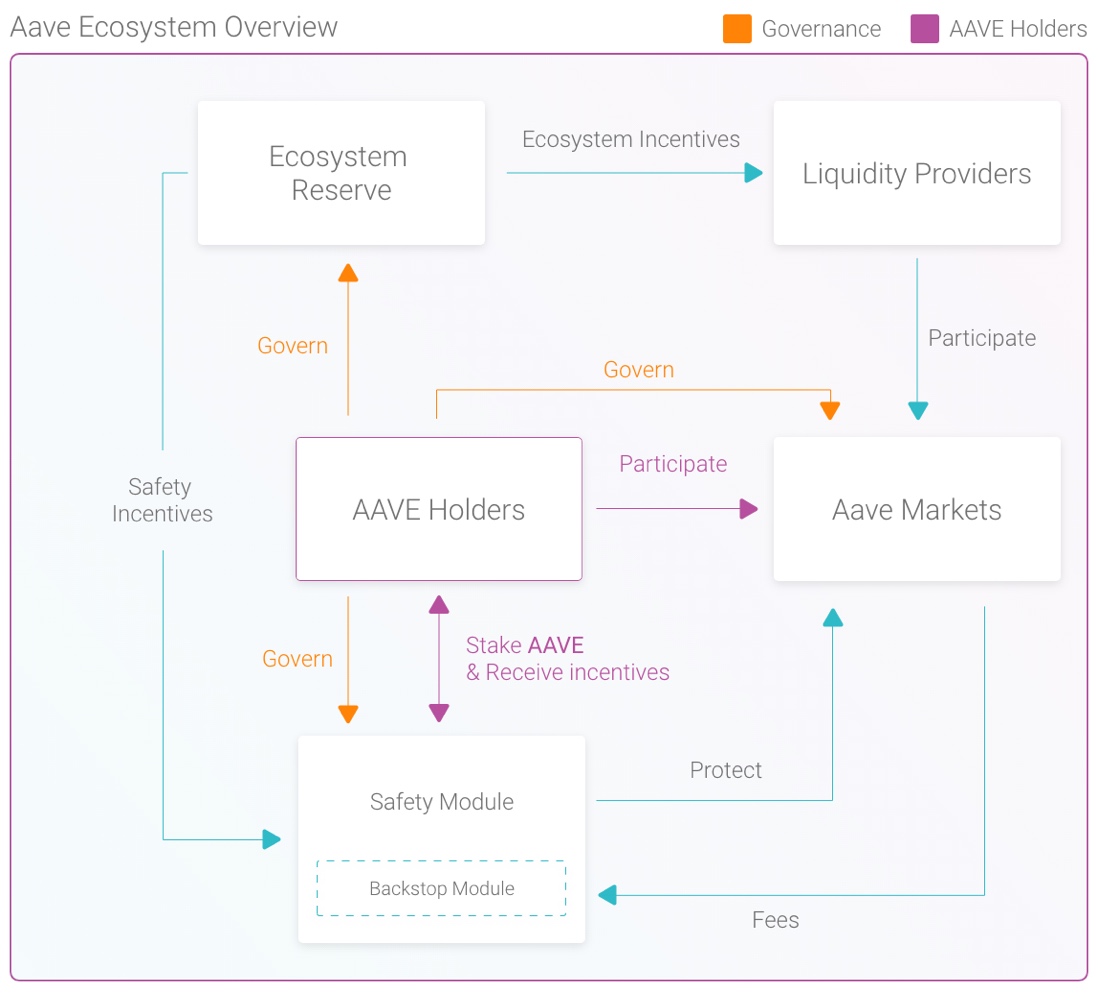 Aave Ecosystem Overview
Governance
AAVE Holders
Ecosystem
Reserve
Ecosystem Incentives
Liquidity Providers
Govern
Participate
Govern
Participate
Safety
Incentives
AAVE Holders
Aave Markets
Govern
Stake AAVE
& Receive incentives
Protect
Safety Module
Backstop Module
Fees